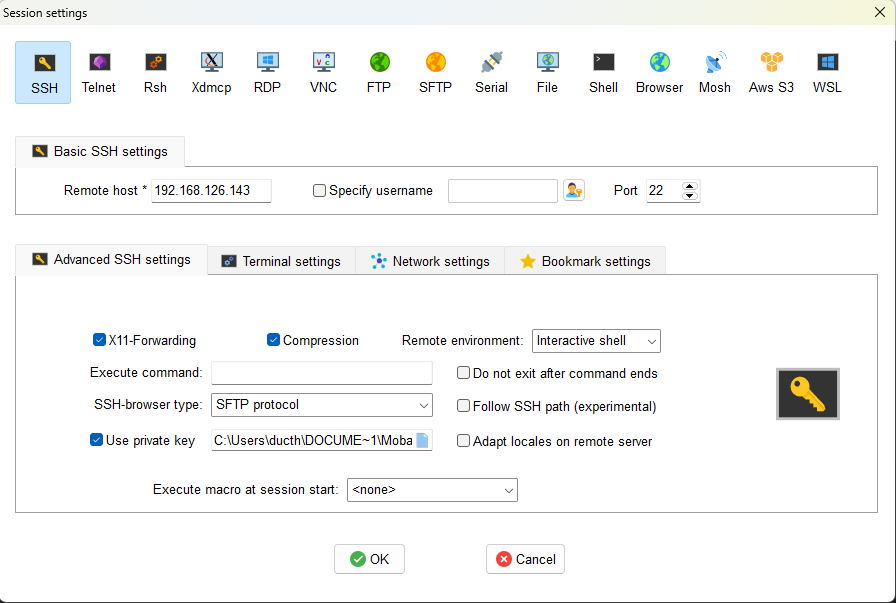 Session settings
SSH Telnet Rsh Xdmcp RDP VNC FTP SFTP Serial File Shell Browser Mosh Aws S3 WSL
Basic SSH settings
Remote host * 192.168.126.143 Specify username Port 22
Advanced SSH settings Terminal settings Network settings Bookmark settings
X11-Forwarding Compression Remote environment: Interactive shell
Execute command: Do not exit after command ends
SSH-browser type: SFTP protocol Follow SSH path (experimental)
Use private key C:\Users\ducth\DOCUME~1\Moba Adapt locales on remote server
Execute macro at session start: <none>
OK Cancel